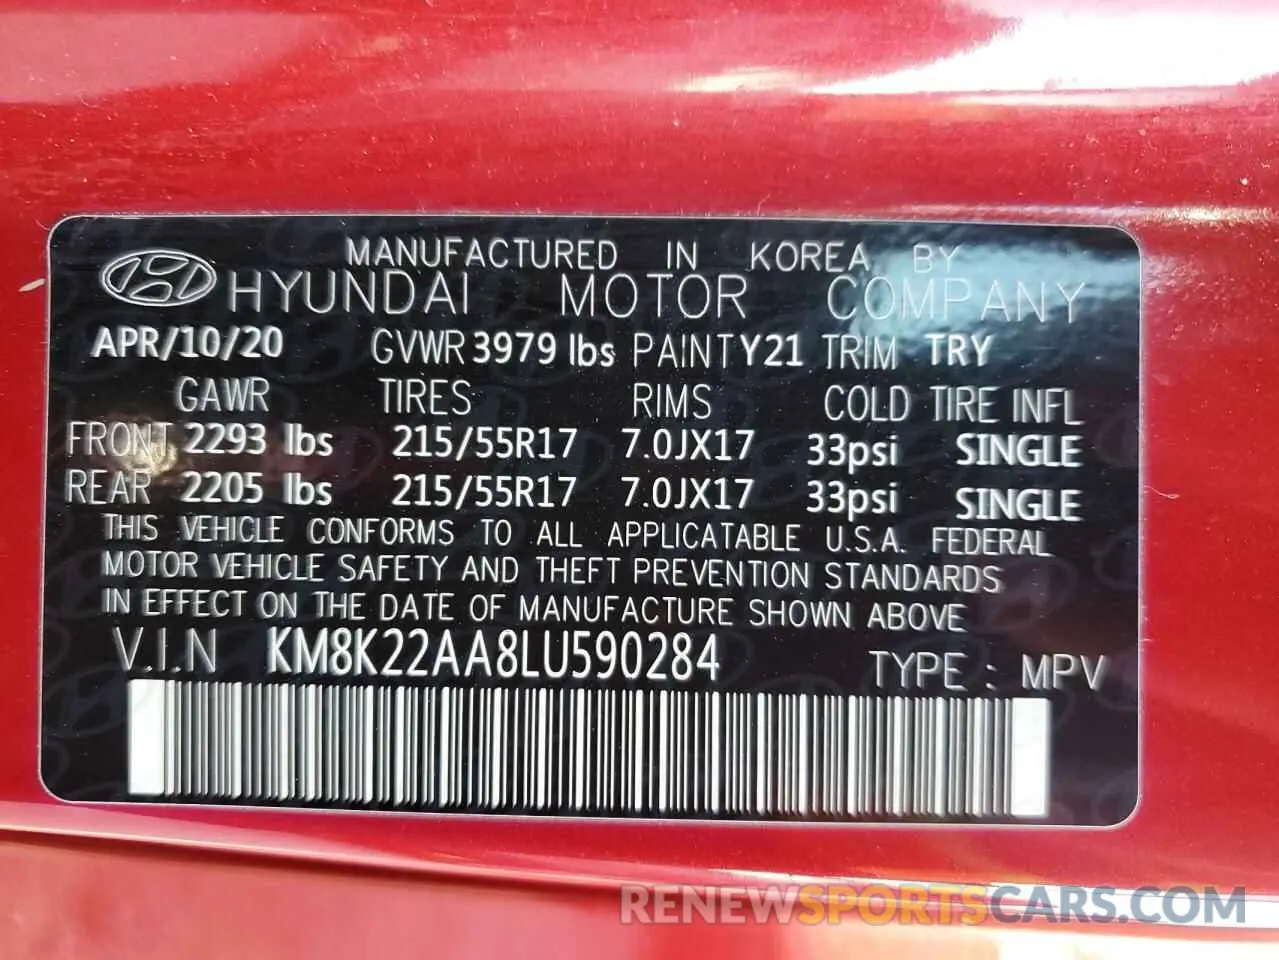 MANUFACTURED IN KOREA BY
HYUNDAI MOTOR COMPANY
APR/10/20 GVWR 3979 lbs PAINT Y21 TRIM TRY
GAWR TIRES RIMS COLD TIRE INFL
FRONT 2293 lbs 215/55R17 7.0JX17 33psi SINGLE
REAR 2205 lbs 215/55R17 7.0JX17 33psi SINGLE
THIS VEHICLE CONFORMS TO ALL APPLICATABLE U.S.A. FEDERAL
MOTOR VEHICLE SAFETY AND THEFT PREVENTION STANDARDS
IN EFFECT ON THE DATE OF MANUFACTURE SHOWN ABOVE
V.I.N KM8K22AA8LU590284 TYPE : MPV
RENEWSPORTSCARS.COM